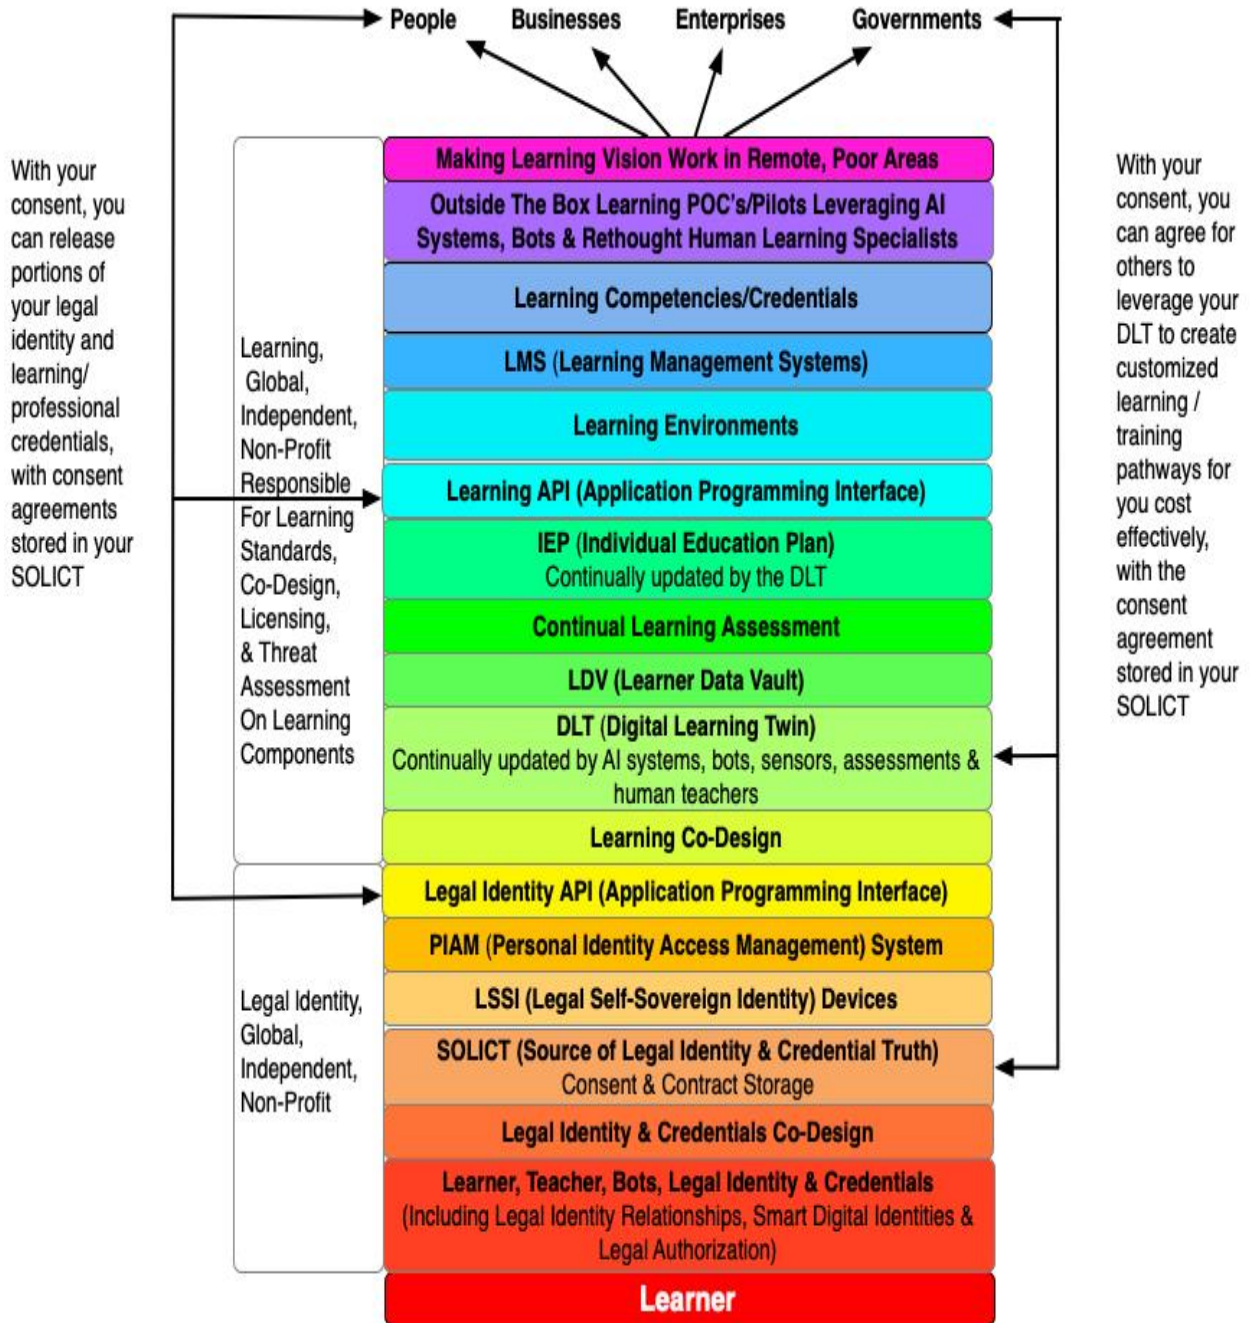 People Businesses Enterprises Governments
With your
consent, you
can release
portions of
your legal
identity and
learning/
professional
credentials,
with consent
agreements
stored in your
SOLICT
Learning,
Global,
Independent,
Non-Profit
Responsible
For Learning
Standards,
Co-Design,
Licensing,
& Threat
Assessment
On Learning
Components
Legal Identity,
Global,
Independent,
Non-Profit
Making Learning Vision Work in Remote, Poor Areas
Outside The Box Learning POC's/Pilots Leveraging AI
Systems, Bots & Rethought Human Learning Specialists
Learning Competencies/Credentials
LMS (Learning Management Systems)
Learning Environments
Learning API (Application Programming Interface)
IEP (Individual Education Plan)
Continually updated by the DLT
Continual Learning Assessment
LDV (Learner Data Vault)
DLT (Digital Learning Twin)
Continually updated by AI systems, bots, sensors, assessments &
human teachers
Learning Co-Design
Legal Identity API (Application Programming Interface)
PIAM (Personal Identity Access Management) System
LSSI (Legal Self-Sovereign Identity) Devices
SOLICT (Source of Legal Identity & Credential Truth)
Consent & Contract Storage
Legal Identity & Credentials Co-Design
Learner, Teacher, Bots, Legal Identity & Credentials
(Including Legal Identity Relationships, Smart Digital Identities &
Legal Authorization)
Learner
With your
consent, you
can agree for
others to
leverage your
DLT to create
customized
learning /
training
pathways for
you cost
effectively,
with the
consent
agreement
stored in your
SOLICT